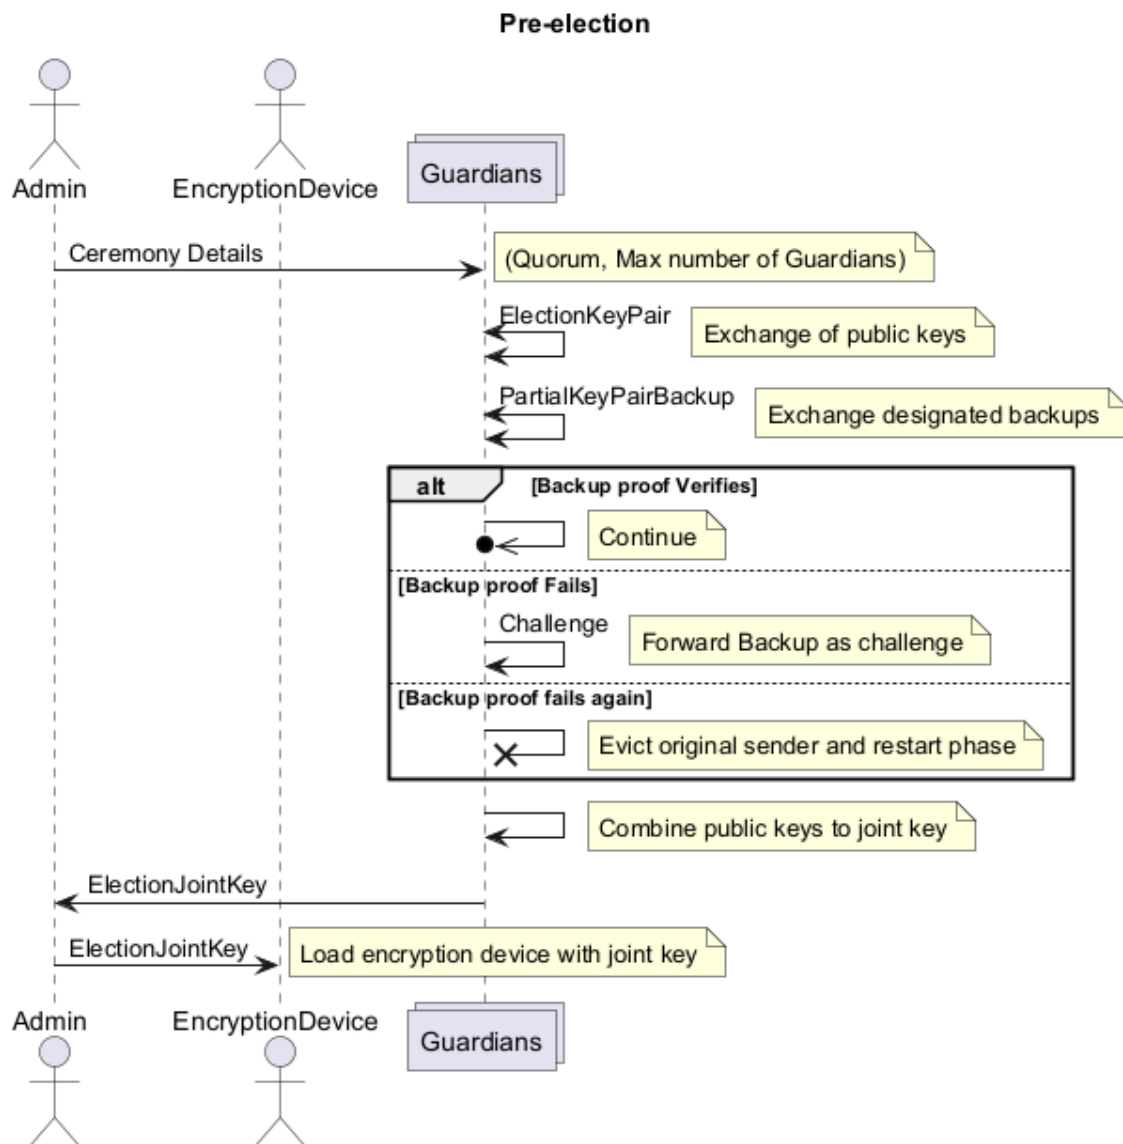 Pre-election
Admin
EncryptionDevice
Guardians
Ceremony Details
(Quorum, Max number of Guardians)
ElectionKeyPair
Exchange of public keys
PartialKeyPairBackup
Exchange designated backups
alt
[Backup proof Verifies]
Continue
[Backup proof Fails]
Challenge
Forward Backup as challenge
[Backup proof fails again]
Evict original sender and restart phase
Combine public keys to joint key
ElectionJointKey
ElectionJointKey
Load encryption device with joint key
Admin
EncryptionDevice
Guardians